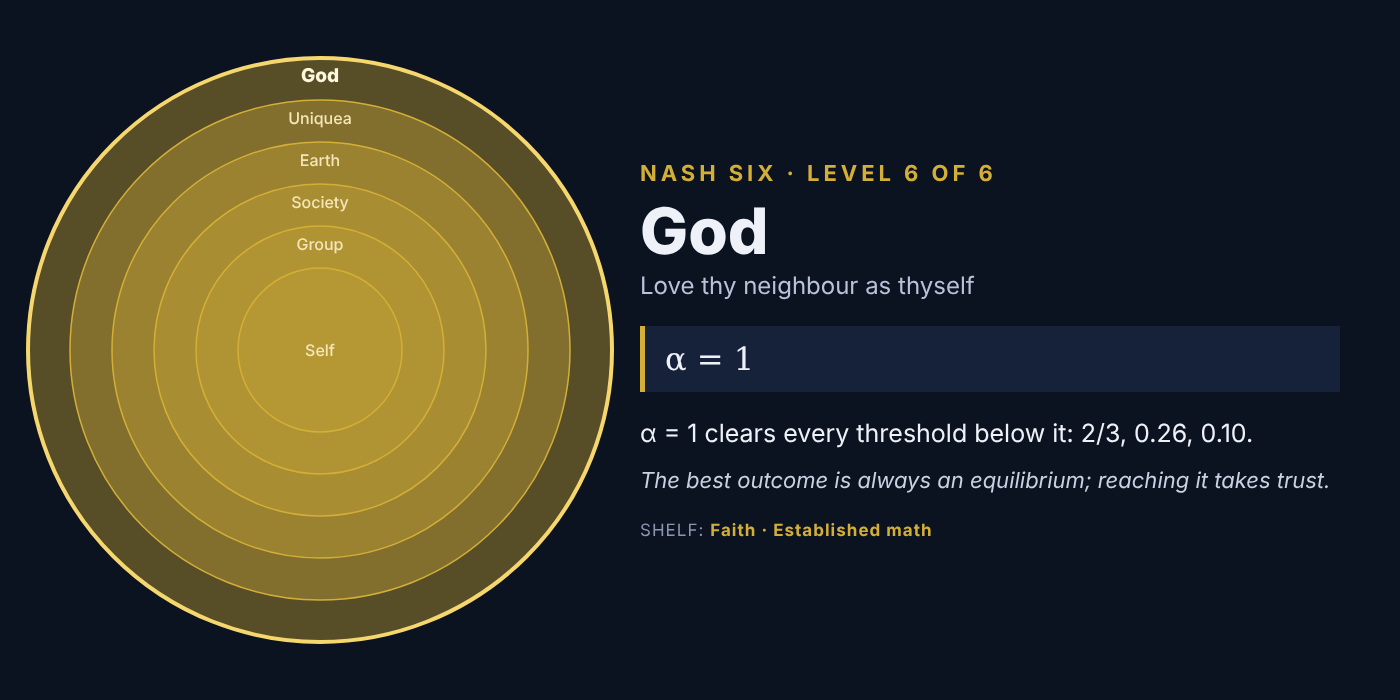 God
Uniquea
Earth
Society
Group
Self
NASH SIX · LEVEL 6 OF 6
God
Love thy neighbour as thyself
α = 1
α = 1 clears every threshold below it: 2/3, 0.26, 0.10.
The best outcome is always an equilibrium; reaching it takes trust.
SHELF: Faith · Established math